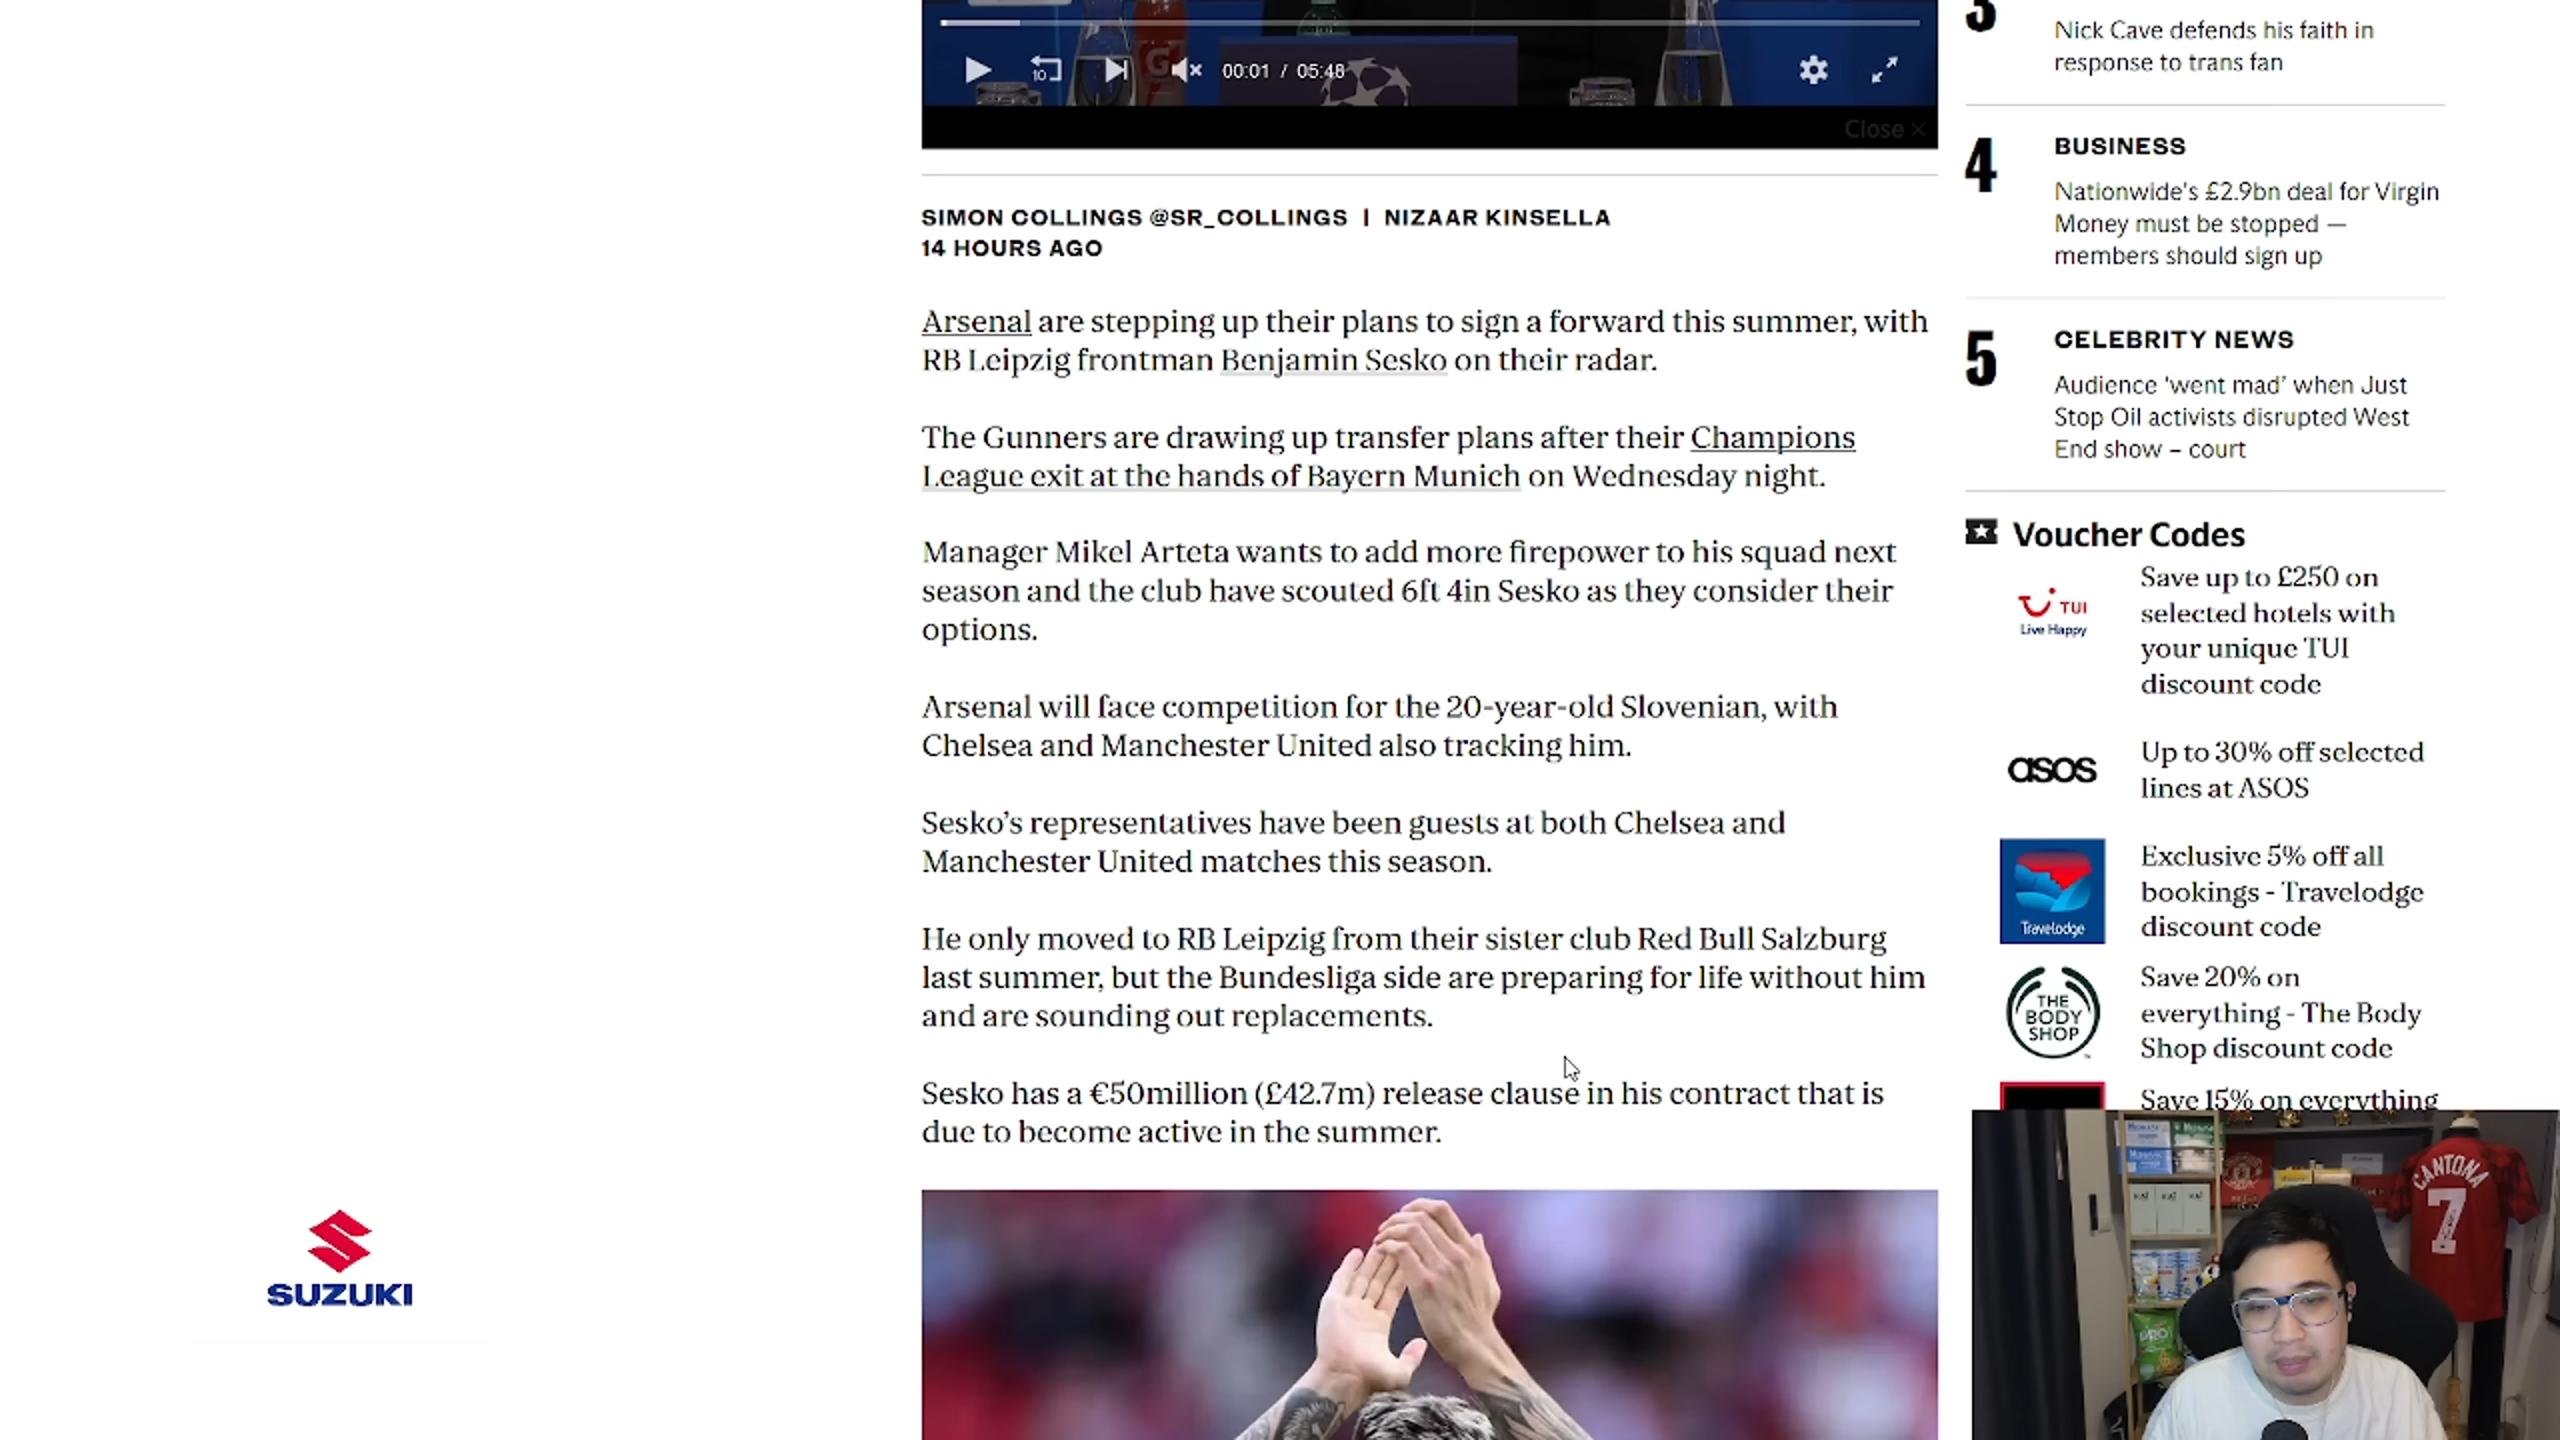 00:01 / 05:48
Close ×
SIMON COLLINGS @SR_COLLINGS | NIZAAR KINSELLA
14 HOURS AGO
Arsenal are stepping up their plans to sign a forward this summer, with
RB Leipzig frontman Benjamin Sesko on their radar.
The Gunners are drawing up transfer plans after their Champions
League exit at the hands of Bayern Munich on Wednesday night.
Manager Mikel Arteta wants to add more firepower to his squad next
season and the club have scouted 6ft 4in Sesko as they consider their
options.
Arsenal will face competition for the 20-year-old Slovenian, with
Chelsea and Manchester United also tracking him.
Sesko’s representatives have been guests at both Chelsea and
Manchester United matches this season.
He only moved to RB Leipzig from their sister club Red Bull Salzburg
last summer, but the Bundesliga side are preparing for life without him
and are sounding out replacements.
Sesko has a €50million (£42.7m) release clause in his contract that is
due to become active in the summer.
SUZUKI
3
Nick Cave defends his faith in
response to trans fan
4
BUSINESS
Nationwide's £2.9bn deal for Virgin
Money must be stopped —
members should sign up
5
CELEBRITY NEWS
Audience ‘went mad’ when Just
Stop Oil activists disrupted West
End show – court
Voucher Codes
TUI
Live Happy
Save up to £250 on
selected hotels with
your unique TUI
discount code
asos
Up to 30% off selected
lines at ASOS
Travelodge
Exclusive 5% off all
bookings - Travelodge
discount code
THE
BODY
SHOP
Save 20% on
everything - The Body
Shop discount code
Save 15% on everything
CANTONA
7